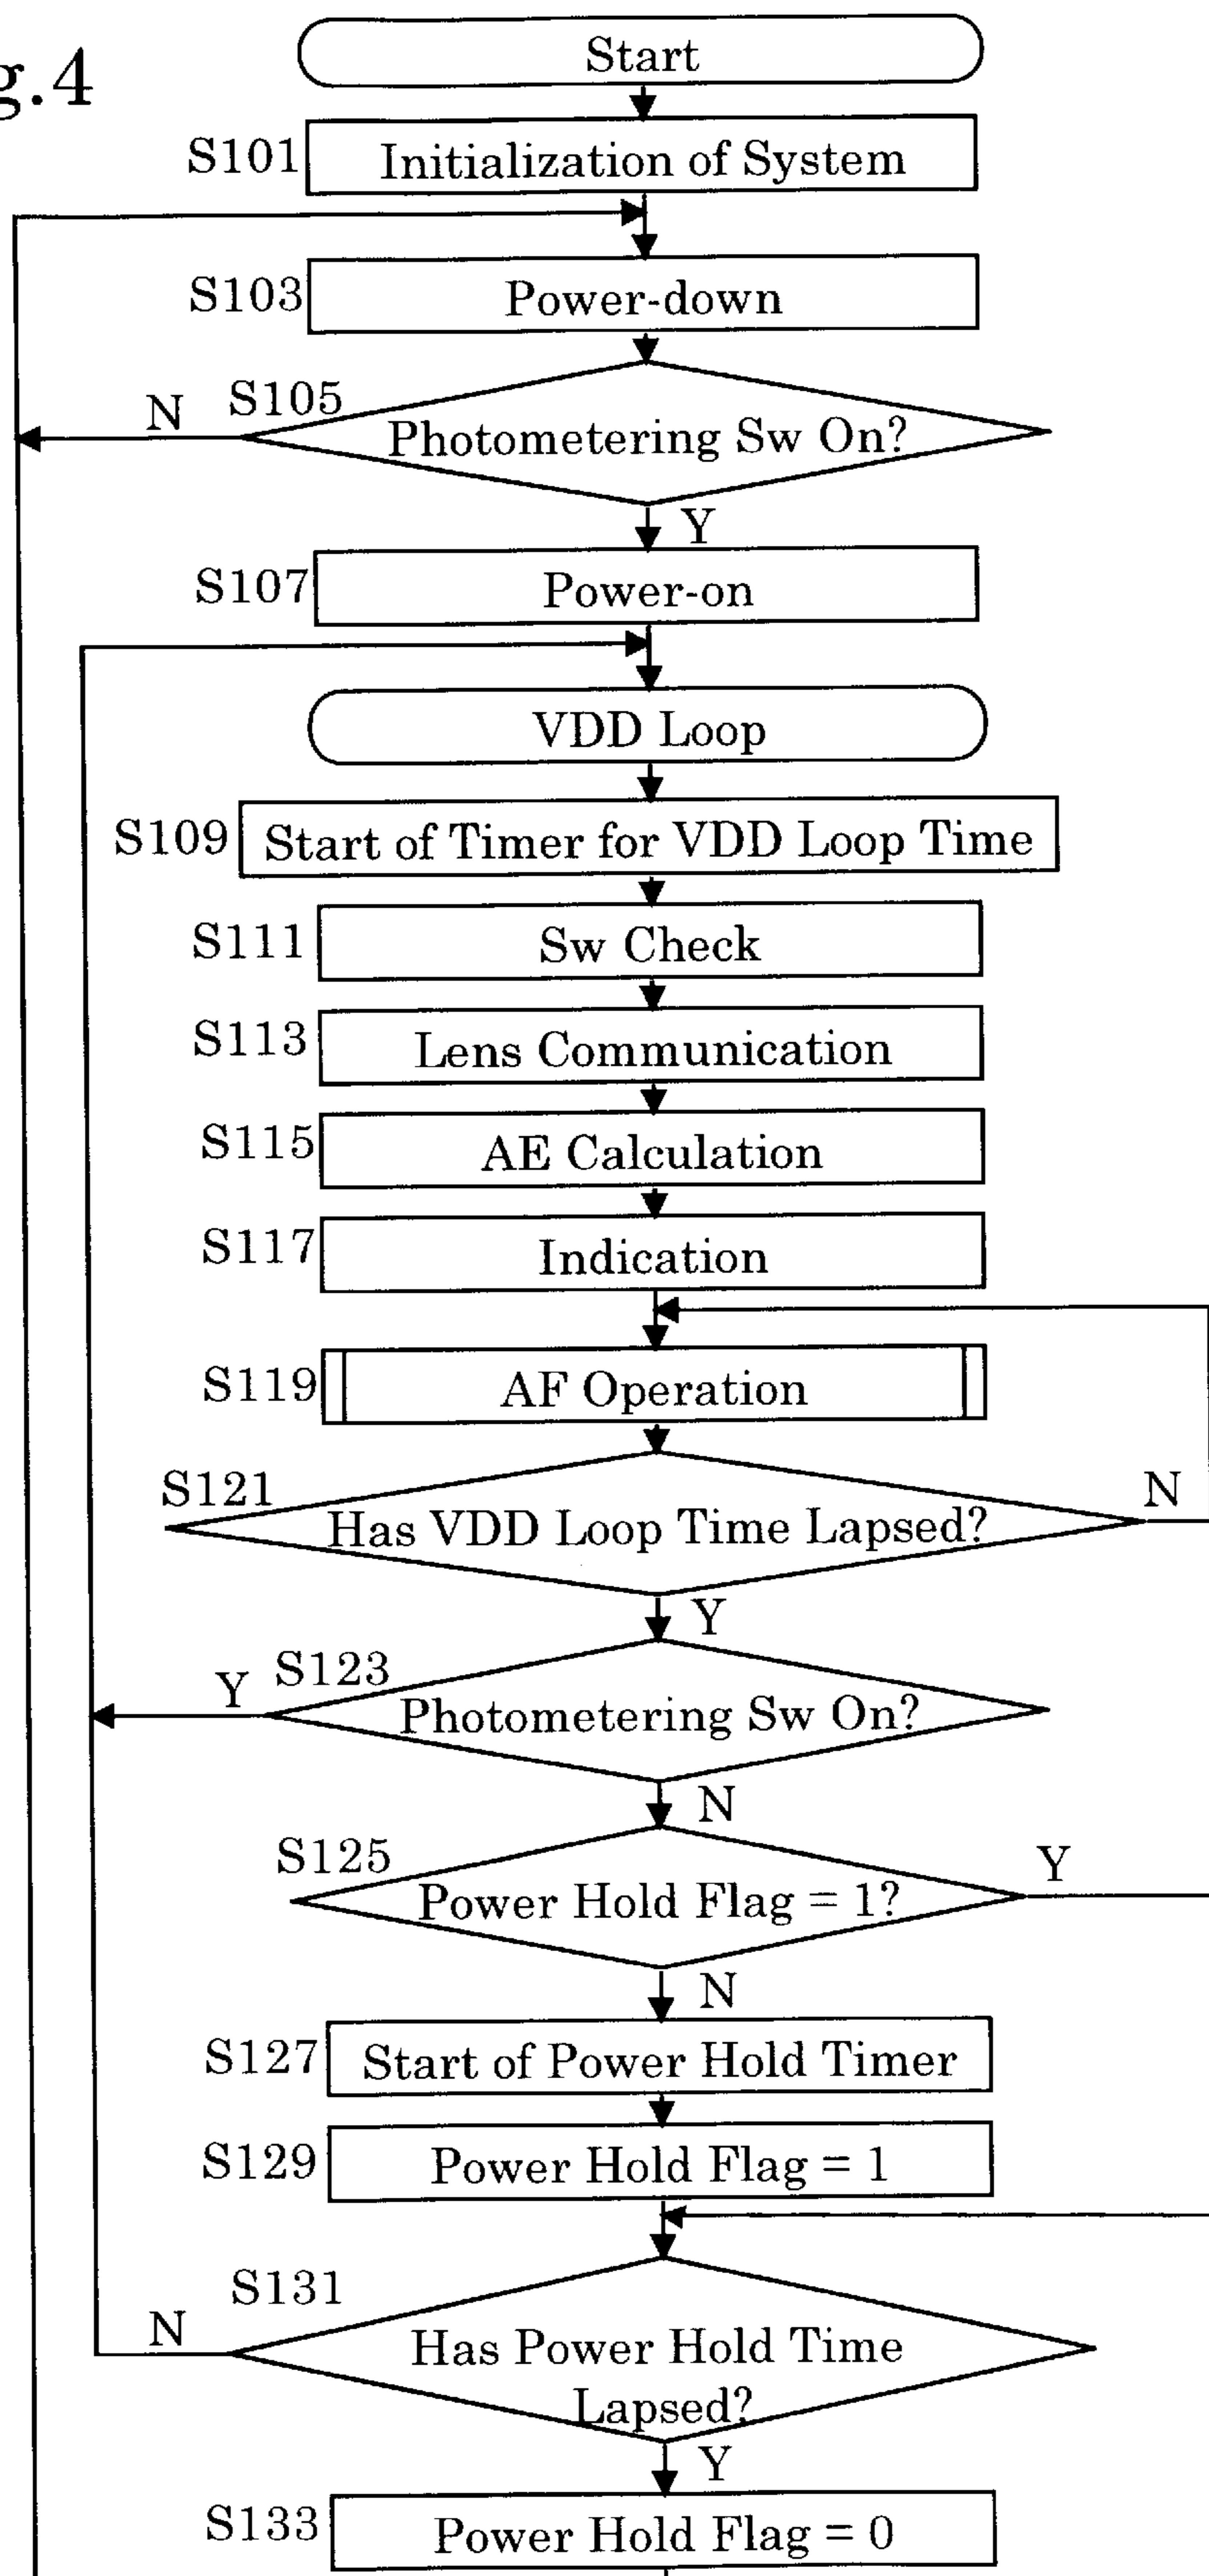 g.4
Start
S101 Initialization of System
S103 Power-down
S105
N
Photometering Sw On?
Y
S107 Power-on
VDD Loop
S109 Start of Timer for VDD Loop Time
S111 Sw Check
S113 Lens Communication
S115 AE Calculation
S117 Indication
S119 AF Operation
S121
N
Has VDD Loop Time Lapsed?
Y
S123
Y
Photometering Sw On?
N
S125
Y
Power Hold Flag = 1?
N
S127 Start of Power Hold Timer
S129 Power Hold Flag = 1
S131
N
Has Power Hold Time
Lapsed?
Y
S133 Power Hold Flag = 0